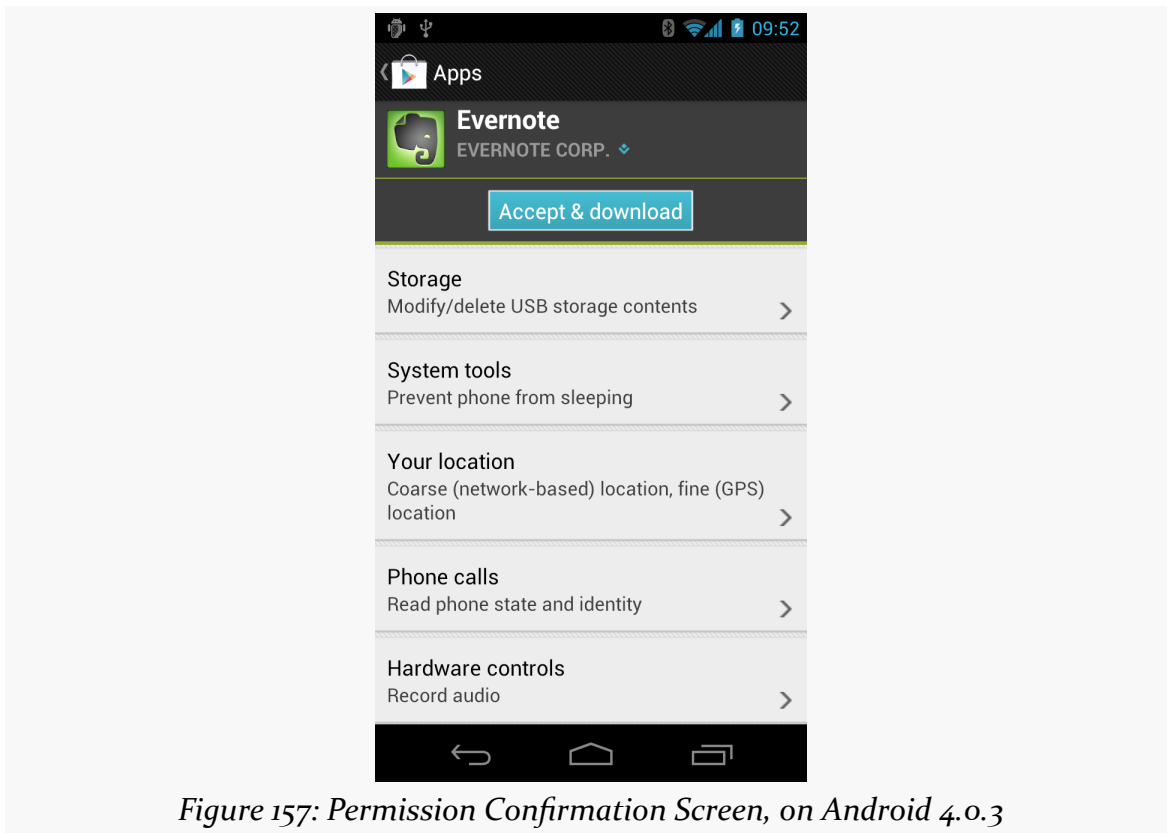 09:52
Apps
Evernote
EVERNOTE CORP.
Accept & download
Storage
Modify/delete USB storage contents
System tools
Prevent phone from sleeping
Your location
Coarse (network-based) location, fine (GPS)
location
Phone calls
Read phone state and identity
Hardware controls
Record audio
Figure 157: Permission Confirmation Screen, on Android 4.0.3